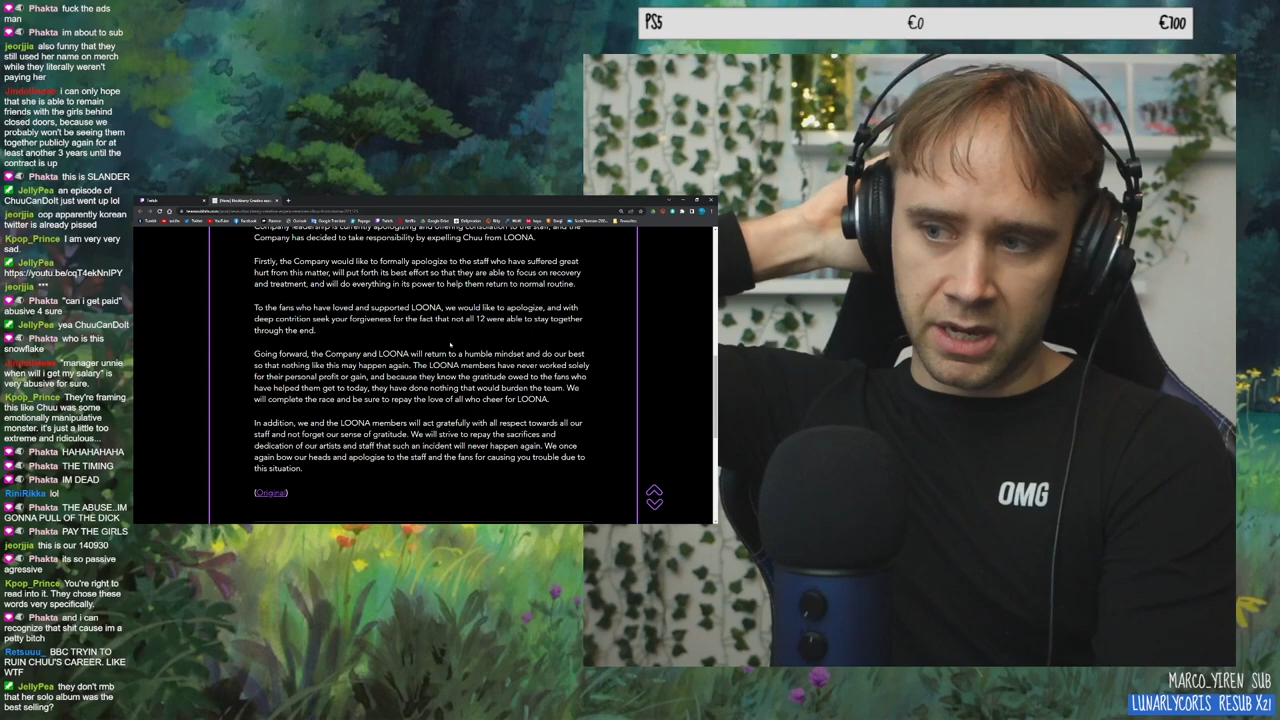 Phakta fuck the ads
man
Phakta im about to sub
jeorjjia also funny that they
still used her name on merch
while they literally weren't
paying her
i can only hope
that she is able to remain
friends with the girls behind
closed doors, because we
probably won't be seeing them
together publicly again for at
least another 3 years until the
contract is up
Phakta this is SLANDER
JellyPea an episode of
ChuuCanDoIt just went up lol
jeorjjia oop apparently korean
twitter is already pissed
Kpop_Prince I am very very
sad.
JellyPea
https://youtu.be/cqT4ekNnIPY
jeorjjia ***
Phakta "can i get paid"
abusive 4 sure
JellyPea yea ChuuCanDoIt
Phakta who is this
snowflake
"manager unnie
when will i get my salary" is
very abusive for sure.
Kpop_Prince They're framing
this like Chuu was some
emotionally manipulative
monster. it's just a little too
extreme and ridiculous...
Phakta HAHAHAHAHA
Phakta THE TIMING
Phakta IM DEAD
RiniRikka lol
Phakta THE ABUSE..IM
GONNA PULL OF THE DICK
Phakta PAY THE GIRLS
jeorjjia this is our 140930
Phakta its so passive
agressive
Kpop_Prince You're right to
read into it. They chose these
words very specifically.
Phakta and i can
recognize that shit cause im a
petty bitch
Retsuuu_ BBC TRYIN TO
RUIN CHUU'S CAREER. LIKE
WTF
JellyPea they don't rmb
that her solo album was the
best selling?
Twitch
Company leadership is currently apologizing and offering consolation to the staff, and the
Company has decided to take responsibility by expelling Chuu from LOONA.
Firstly, the Company would like to formally apologize to the staff who have suffered great
hurt from this matter, will put forth its best effort so that they are able to focus on recovery
and treatment, and will do everything in its power to help them return to normal routine.
To the fans who have loved and supported LOONA, we would like to apologize, and with
deep contrition seek your forgiveness for the fact that not all 12 were able to stay together
through the end.
Going forward, the Company and LOONA will return to a humble mindset and do our best
so that nothing like this may happen again. The LOONA members have never worked solely
for their personal profit or gain, and because they know the gratitude owed to the fans who
have helped them get to today, they have done nothing that would burden the team. We
will complete the race and be sure to repay the love of all who cheer for LOONA.
In addition, we and the LOONA members will act gratefully with all respect towards all our
staff and not forget our sense of gratitude. We will strive to repay the sacrifices and
dedication of our artists and staff that such an incident will never happen again. We once
again bow our heads and apologise to the staff and the fans for causing you trouble due to
this situation.
(Original)
PS5 €0 €700
OMG
MARCO_YIREN SUB
LUNARLYCORIS RESUB X21